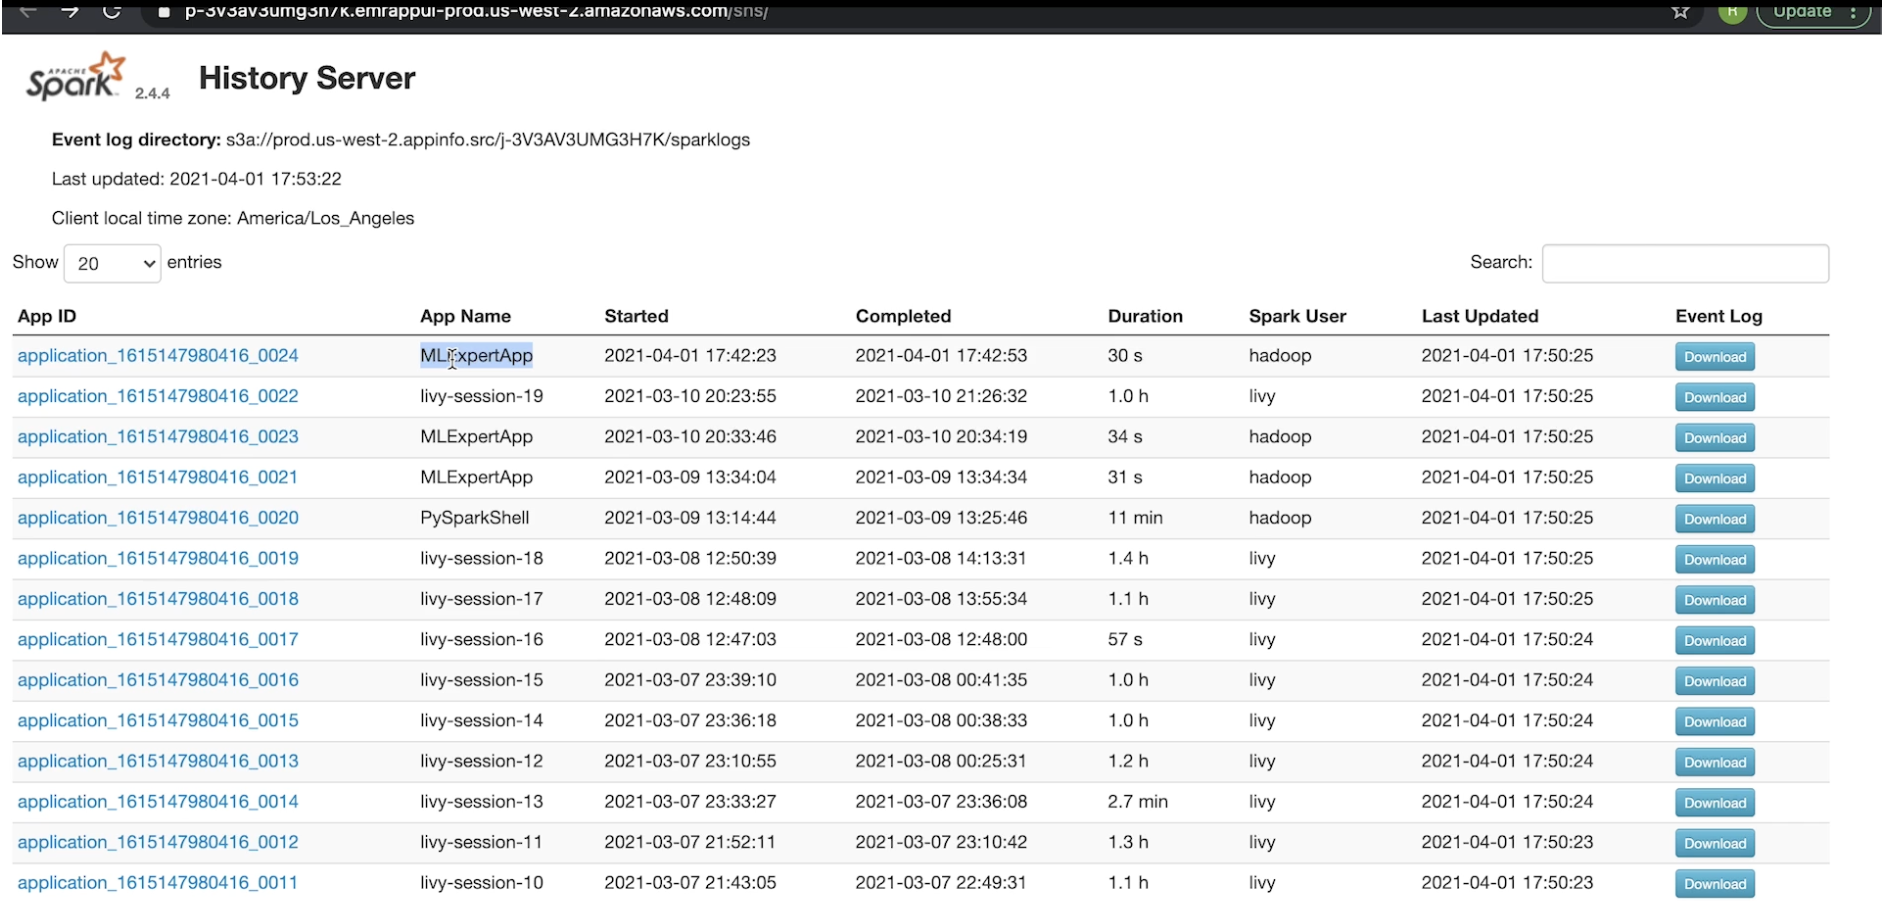 p-3v3av3umg3h7k.emrappui-prod.us-west-2.amazonaws.com/shs/ R Update
APACHE Spark 2.4.4 History Server
Event log directory: s3a://prod.us-west-2.appinfo.src/j-3V3AV3UMG3H7K/sparklogs
Last updated: 2021-04-01 17:53:22
Client local time zone: America/Los_Angeles
Show 20 entries Search:
App ID App Name Started Completed Duration Spark User Last Updated Event Log
application_1615147980416_0024 MLExpertApp 2021-04-01 17:42:23 2021-04-01 17:42:53 30 s hadoop 2021-04-01 17:50:25 Download
application_1615147980416_0022 livy-session-19 2021-03-10 20:23:55 2021-03-10 21:26:32 1.0 h livy 2021-04-01 17:50:25 Download
application_1615147980416_0023 MLExpertApp 2021-03-10 20:33:46 2021-03-10 20:34:19 34 s hadoop 2021-04-01 17:50:25 Download
application_1615147980416_0021 MLExpertApp 2021-03-09 13:34:04 2021-03-09 13:34:34 31 s hadoop 2021-04-01 17:50:25 Download
application_1615147980416_0020 PySparkShell 2021-03-09 13:14:44 2021-03-09 13:25:46 11 min hadoop 2021-04-01 17:50:25 Download
application_1615147980416_0019 livy-session-18 2021-03-08 12:50:39 2021-03-08 14:13:31 1.4 h livy 2021-04-01 17:50:25 Download
application_1615147980416_0018 livy-session-17 2021-03-08 12:48:09 2021-03-08 13:55:34 1.1 h livy 2021-04-01 17:50:25 Download
application_1615147980416_0017 livy-session-16 2021-03-08 12:47:03 2021-03-08 12:48:00 57 s livy 2021-04-01 17:50:24 Download
application_1615147980416_0016 livy-session-15 2021-03-07 23:39:10 2021-03-08 00:41:35 1.0 h livy 2021-04-01 17:50:24 Download
application_1615147980416_0015 livy-session-14 2021-03-07 23:36:18 2021-03-08 00:38:33 1.0 h livy 2021-04-01 17:50:24 Download
application_1615147980416_0013 livy-session-12 2021-03-07 23:10:55 2021-03-08 00:25:31 1.2 h livy 2021-04-01 17:50:24 Download
application_1615147980416_0014 livy-session-13 2021-03-07 23:33:27 2021-03-07 23:36:08 2.7 min livy 2021-04-01 17:50:24 Download
application_1615147980416_0012 livy-session-11 2021-03-07 21:52:11 2021-03-07 23:10:42 1.3 h livy 2021-04-01 17:50:23 Download
application_1615147980416_0011 livy-session-10 2021-03-07 21:43:05 2021-03-07 22:49:31 1.1 h livy 2021-04-01 17:50:23 Download